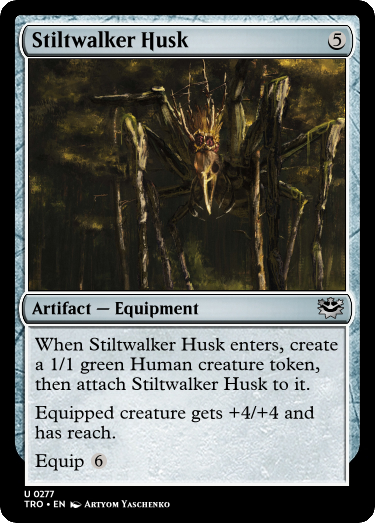 Stiltwalker Husk 5
Artifact — Equipment
When Stiltwalker Husk enters, create
a 1/1 green Human creature token,
then attach Stiltwalker Husk to it.
Equipped creature gets +4/+4 and
has reach.
Equip 6
U 0277
TRO • EN Artyom Yaschenko